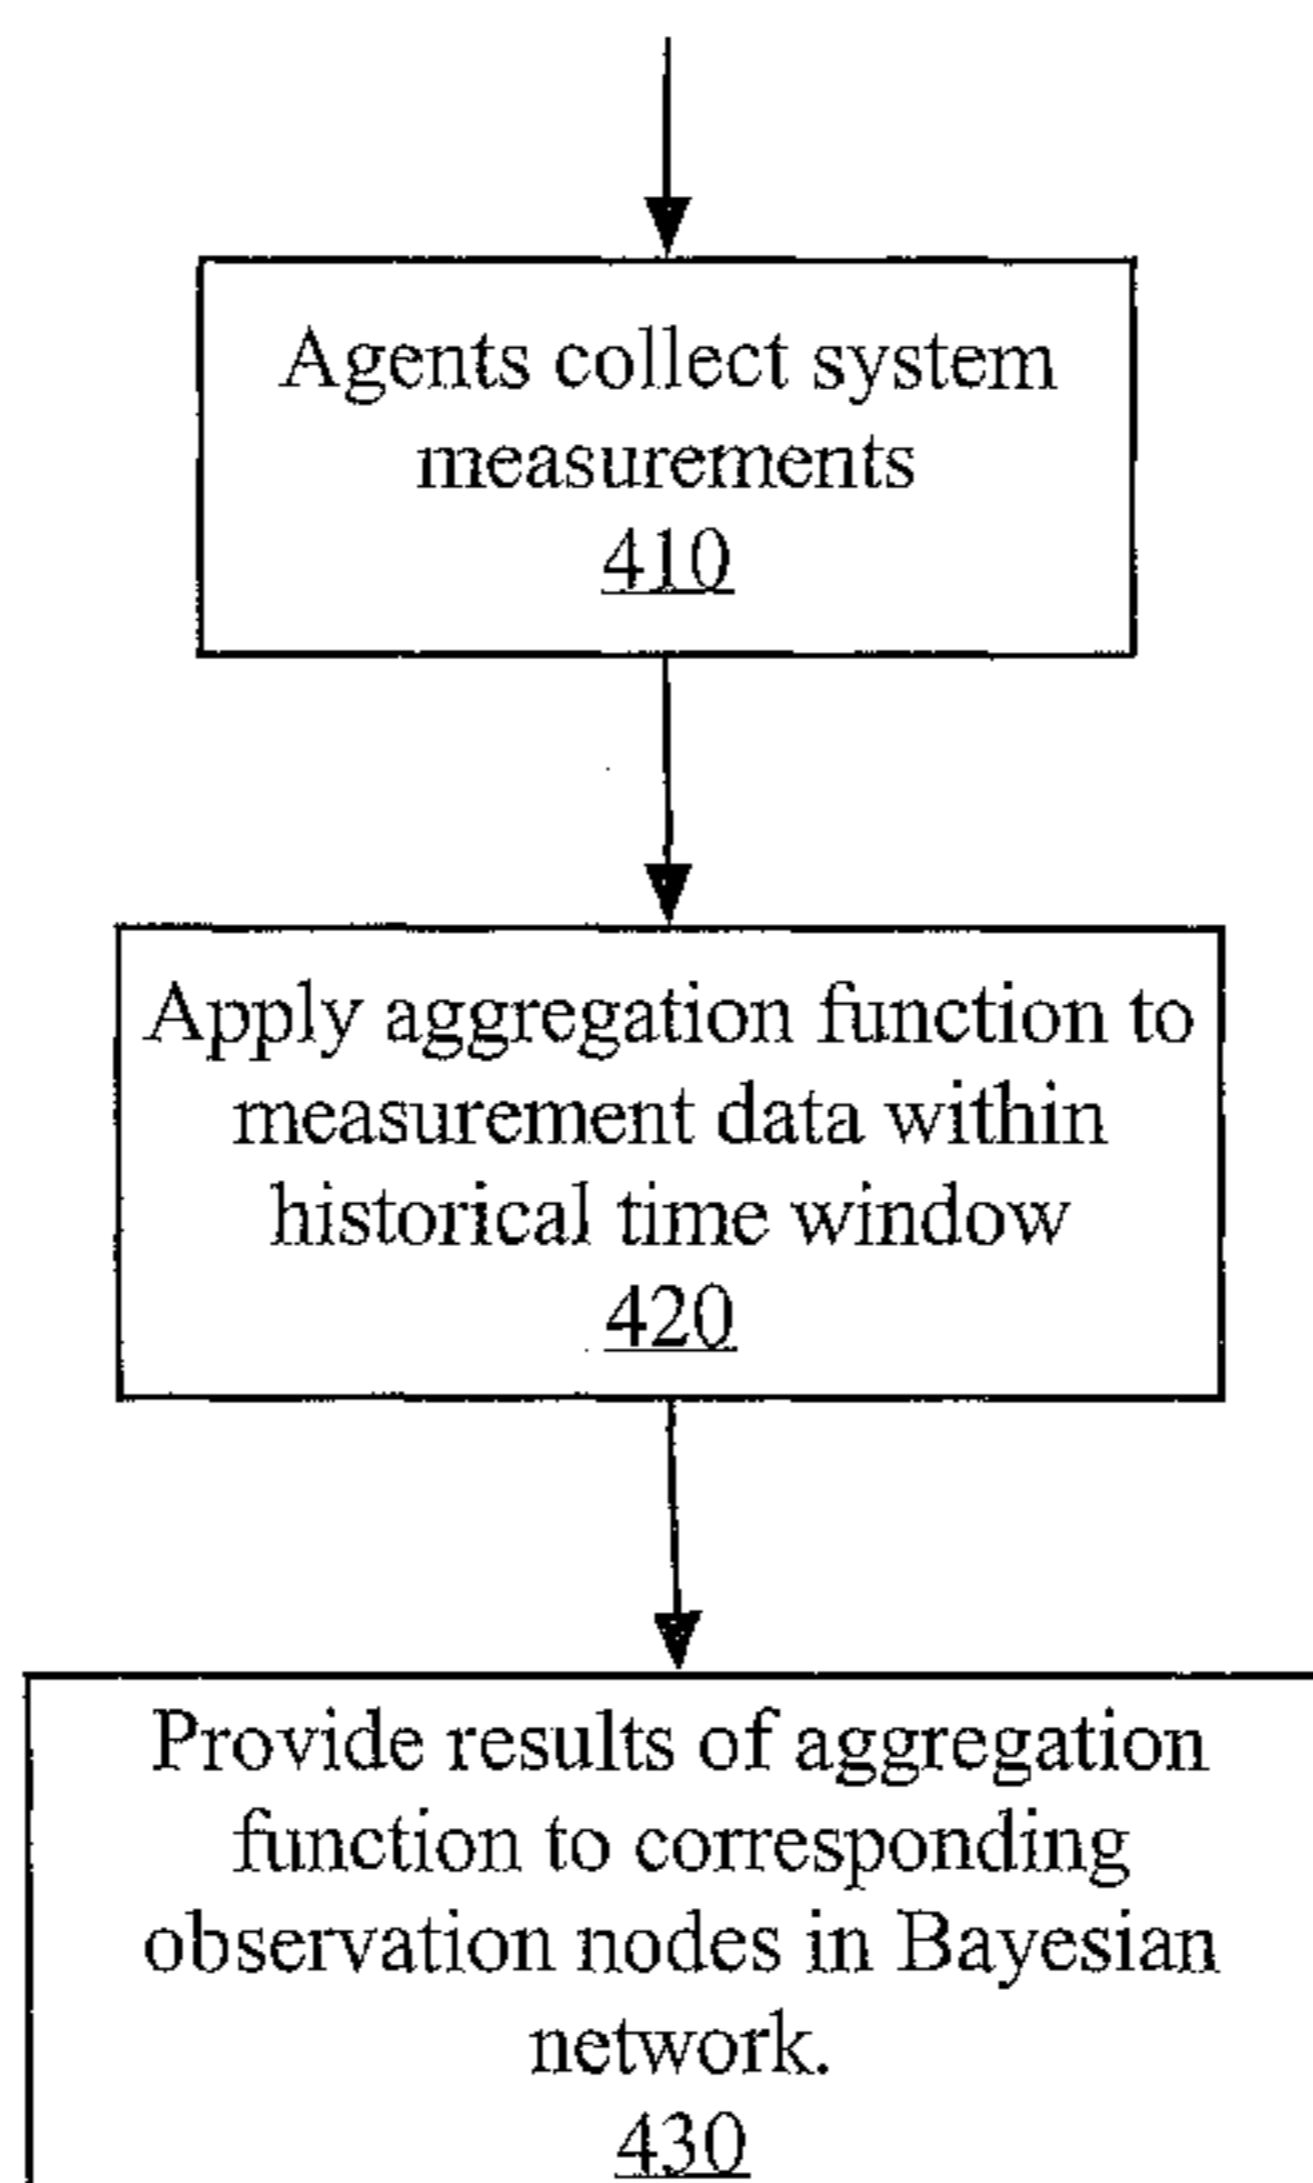 Agents collect system
measurements
410
Apply aggregation function to
measurement data within
historical time window
420
Provide results of aggregation
function to corresponding
observation nodes in Bayesian
network.
430